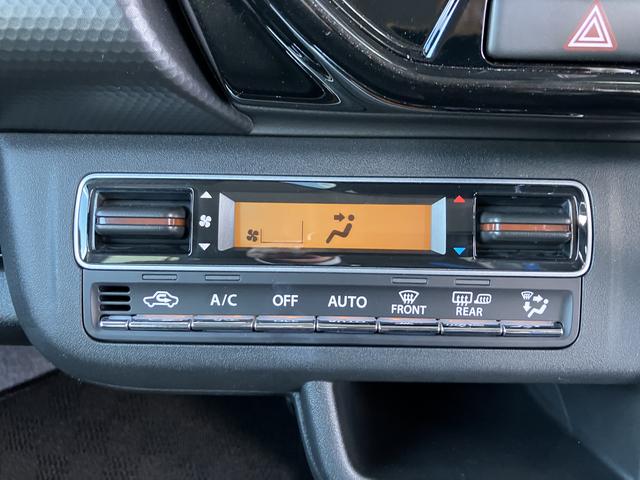 A/C OFF AUTO FRONT REAR